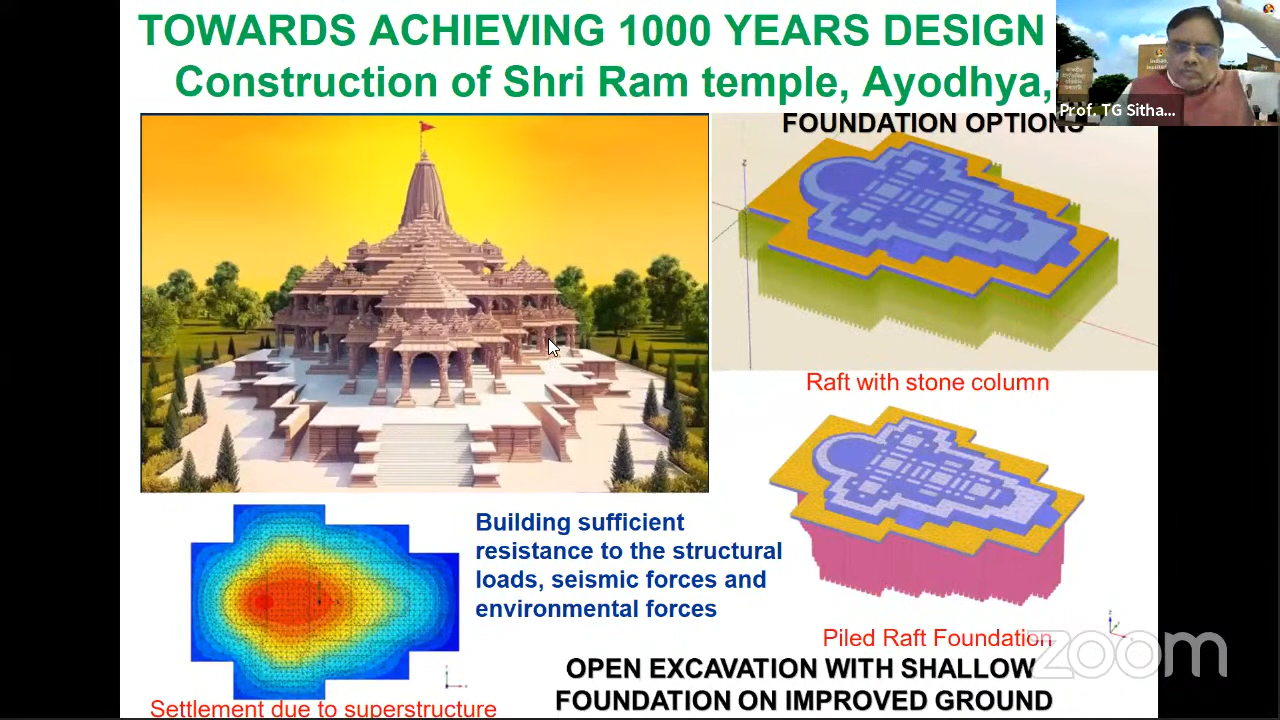 TOWARDS ACHIEVING 1000 YEARS DESIGN
Construction of Shri Ram temple, Ayodhya,
Prof. TG Sitha...
FOUNDATION OPTIONS
Raft with stone column
Building sufficient
resistance to the structural
loads, seismic forces and
environmental forces
Piled Raft Foundation
zoom
OPEN EXCAVATION WITH SHALLOW
FOUNDATION ON IMPROVED GROUND
Settlement due to superstructure